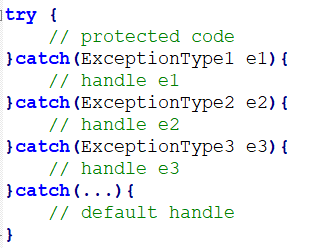 try {
    // protected code
}catch(ExceptionType1 e1){
    // handle e1
}catch(ExceptionType2 e2){
    // handle e2
}catch(ExceptionType3 e3){
    // handle e3
}catch(...){
    // default handle
}